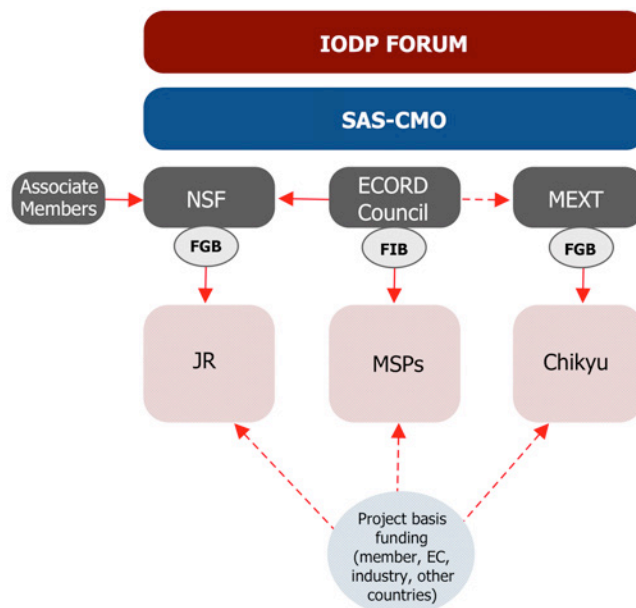 IODP FORUM
SAS-CMO
Associate
Members
NSF
ECORD
Council
MEXT
FGB
FIB
FGB
JR
MSPs
Chikyu
Project basis
funding
(member, EC,
industry, other
countries)